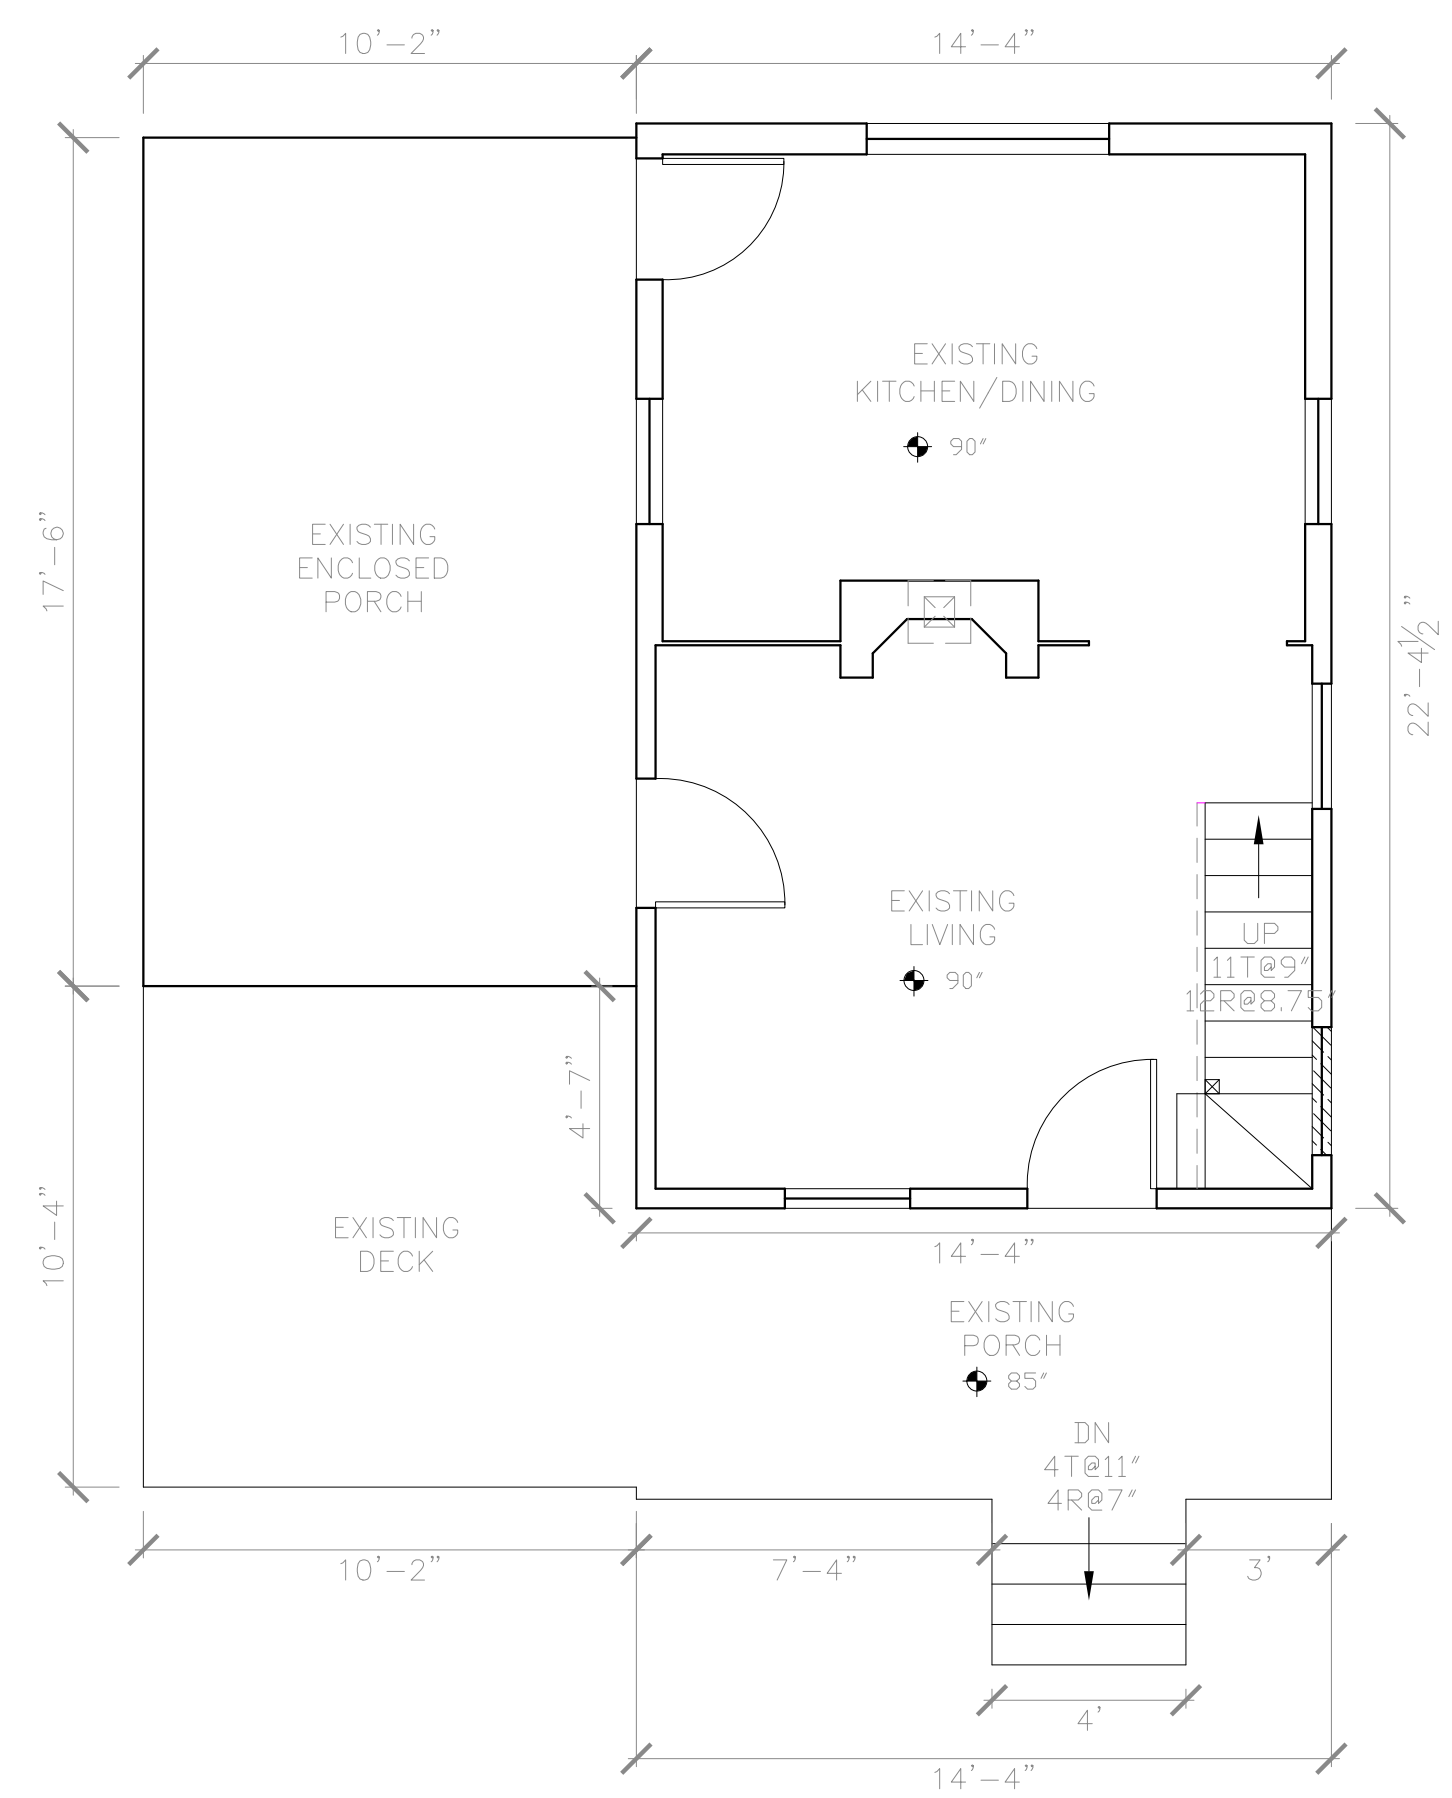 10'-2"
14'-4"
17'-6"
22'-4½"
EXISTING
KITCHEN/DINING
90"
EXISTING
ENCLOSED
PORCH
EXISTING
LIVING
90"
UP
11T@9"
12R@8.75"
4'-7"
10'-4"
EXISTING
DECK
14'-4"
EXISTING
PORCH
85"
DN
4T@11"
4R@7"
10'-2"
7'-4"
3'
4'
14'-4"